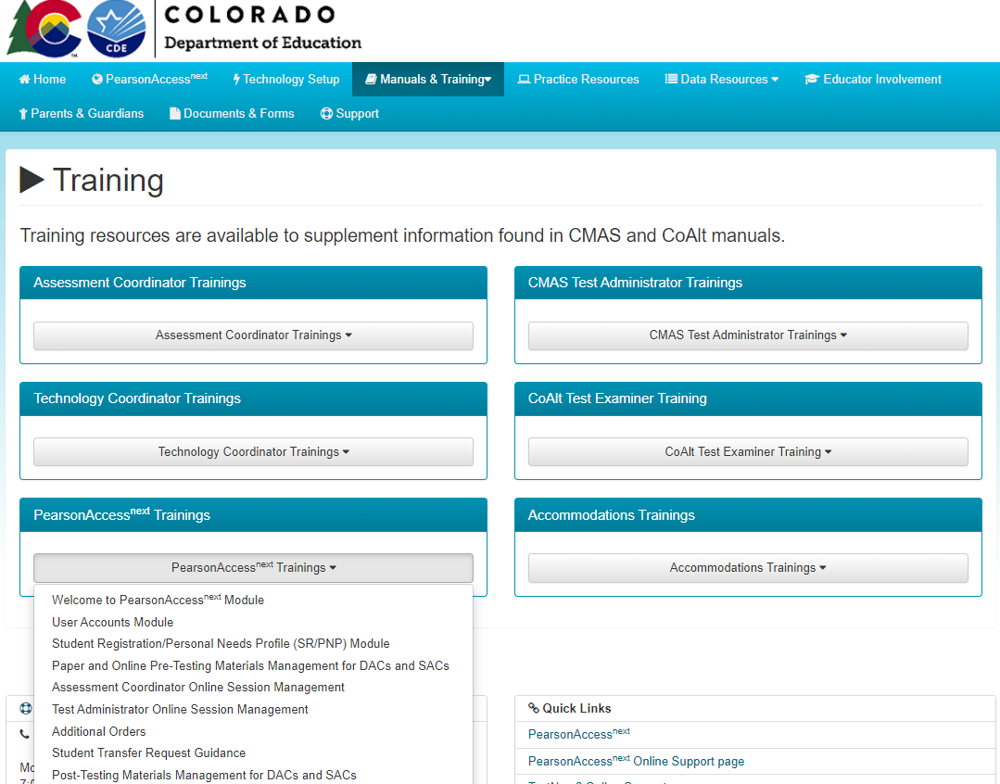 COLORADO
CDE
Department of Education
Home PearsonAccessnext Technology Setup Manuals & Training Practice Resources Data Resources Educator Involvement
Parents & Guardians Documents & Forms Support
Training
Training resources are available to supplement information found in CMAS and CoAlt manuals.
Assessment Coordinator Trainings
Assessment Coordinator Trainings
CMAS Test Administrator Trainings
CMAS Test Administrator Trainings
Technology Coordinator Trainings
Technology Coordinator Trainings
CoAlt Test Examiner Training
CoAlt Test Examiner Training
PearsonAccessnext Trainings
PearsonAccessnext Trainings
Accommodations Trainings
Accommodations Trainings
Welcome to PearsonAccessnext Module
User Accounts Module
Student Registration/Personal Needs Profile (SR/PNP) Module
Paper and Online Pre-Testing Materials Management for DACs and SACs
Assessment Coordinator Online Session Management
Test Administrator Online Session Management
Additional Orders
Student Transfer Request Guidance
Post-Testing Materials Management for DACs and SACs
Quick Links
PearsonAccessnext
PearsonAccessnext Online Support page